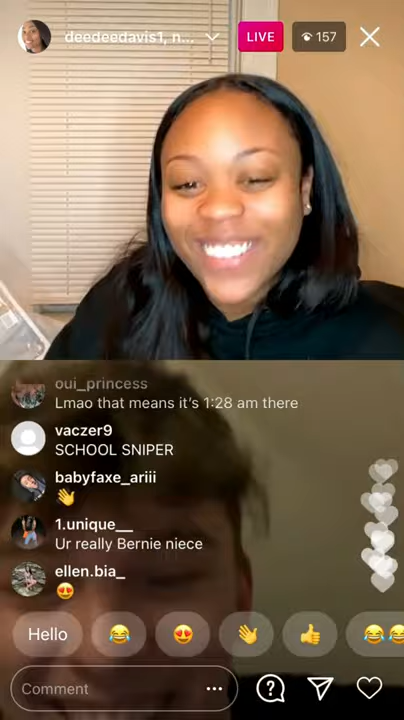 deedeedavis1, n...
LIVE
157
oui_princess
Lmao that means it's 1:28 am there
vaczer9
SCHOOL SNIPER
babyfaxe_ariii
👋
1.unique__
Ur really Bernie niece
ellen.bia_
😍
Hello 😂 😍 👋 👍 😂😂
Comment